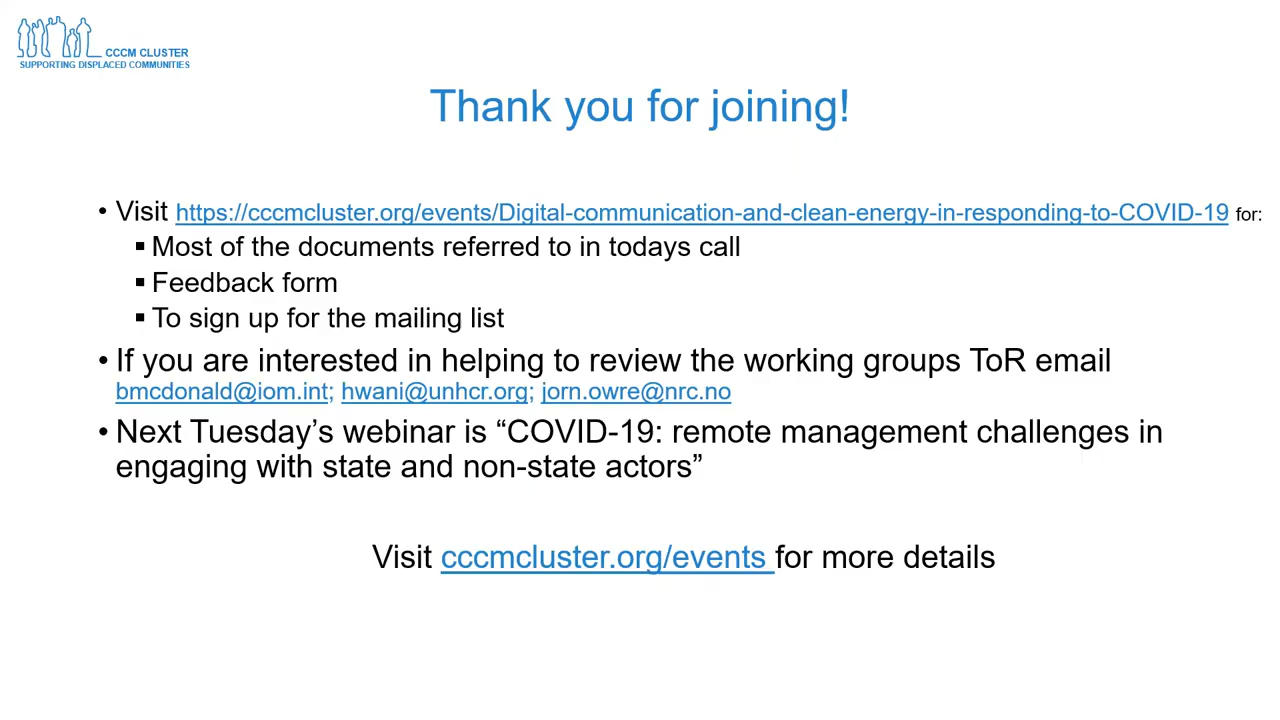 CCCM CLUSTER
SUPPORTING DISPLACED COMMUNITIES
Thank you for joining!
• Visit https://cccmcluster.org/events/Digital-communication-and-clean-energy-in-responding-to-COVID-19 for:
▪ Most of the documents referred to in todays call
▪ Feedback form
▪ To sign up for the mailing list
• If you are interested in helping to review the working groups ToR email
bmcdonald@iom.int; hwani@unhcr.org; jorn.owre@nrc.no
• Next Tuesday’s webinar is “COVID-19: remote management challenges in
engaging with state and non-state actors”
Visit cccmcluster.org/events for more details